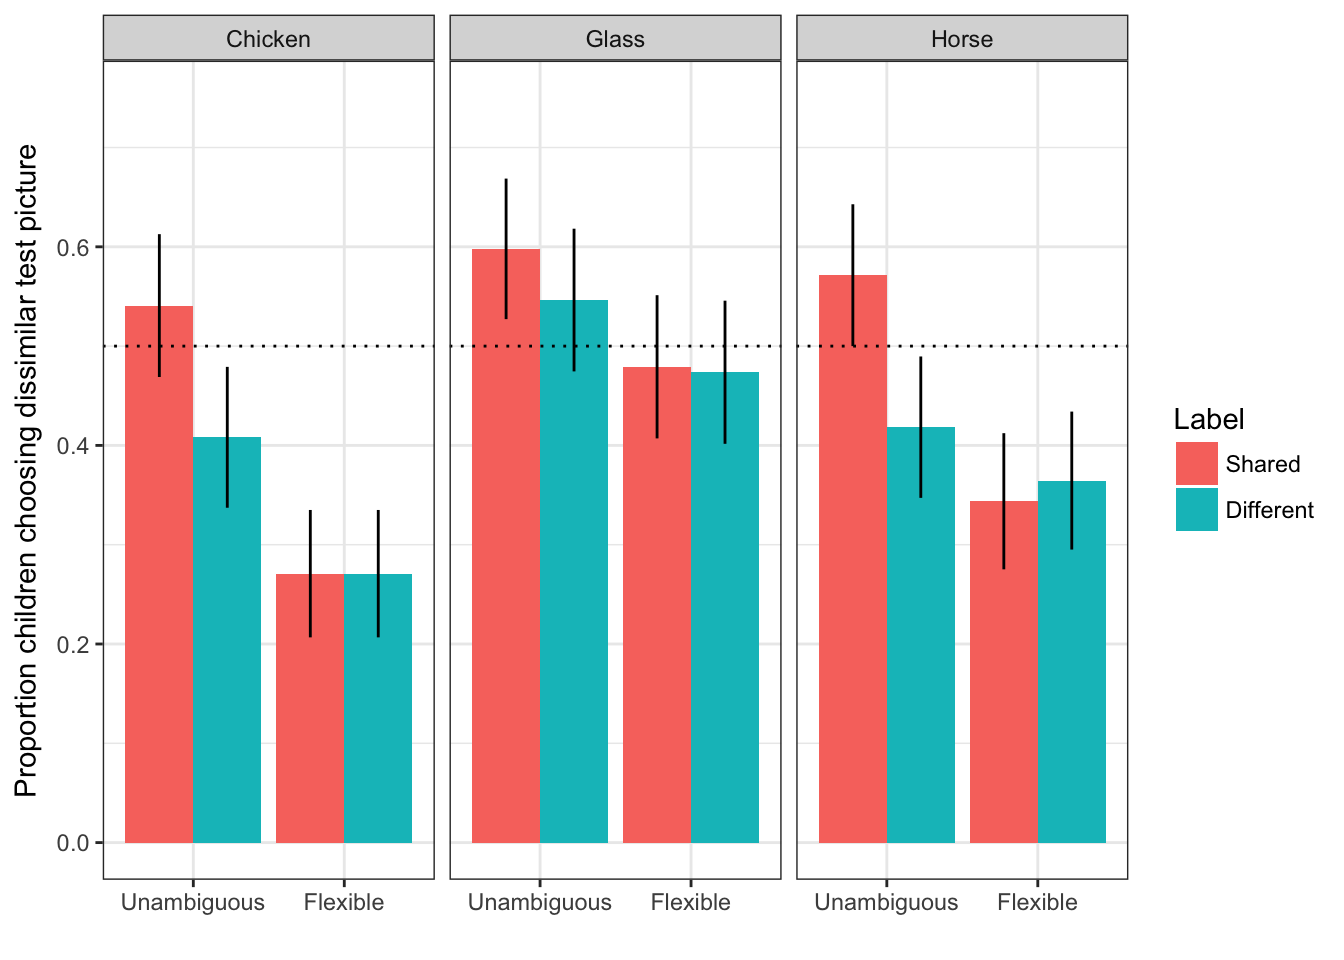 Chicken
Glass
Horse
Proportion children choosing dissimilar test picture
0.6
0.4
0.2
0.0
Unambiguous
Flexible
Unambiguous
Flexible
Unambiguous
Flexible
Label
Shared
Different